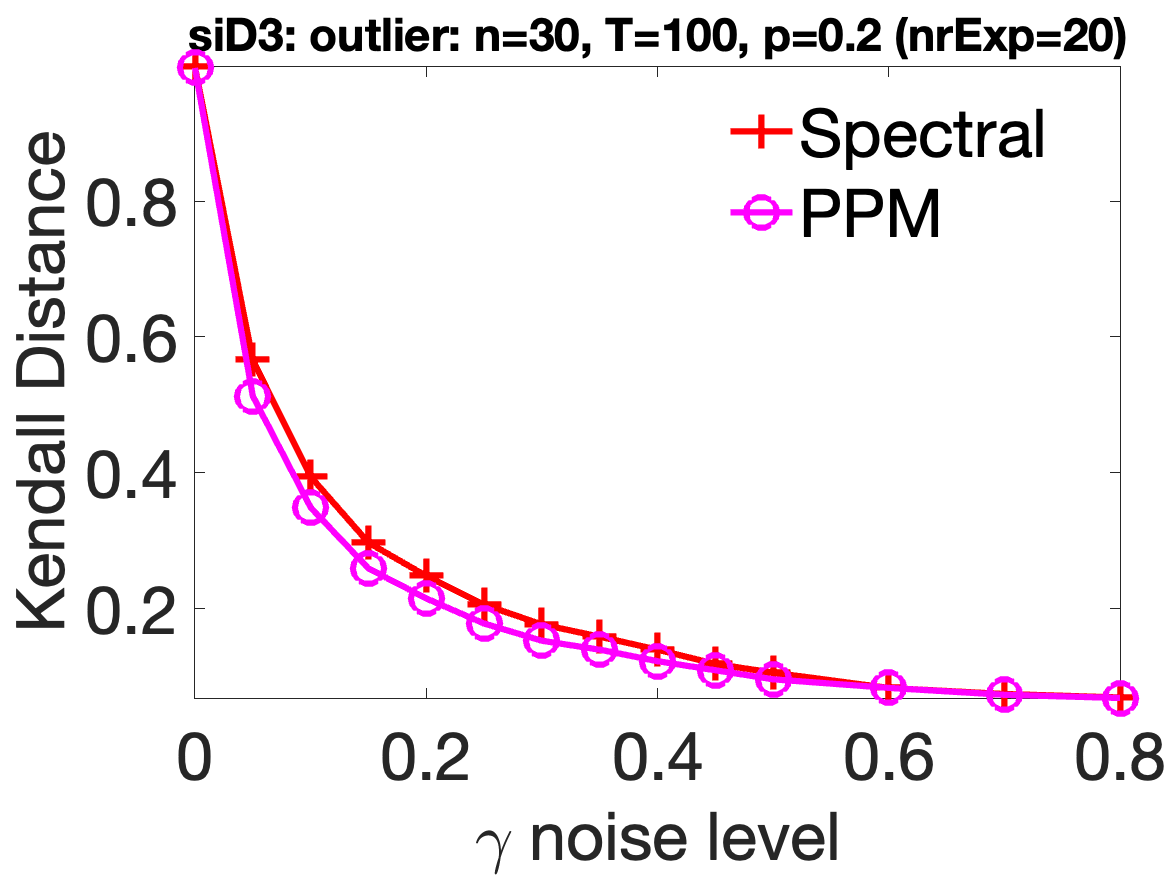 siD3: outlier: n=30, T=100, p=0.2 (nrExp=20)
Spectral
PPM
Kendall Distance
0.8
0.6
0.4
0.2
0 0.2 0.4 0.6 0.8
γ noise level